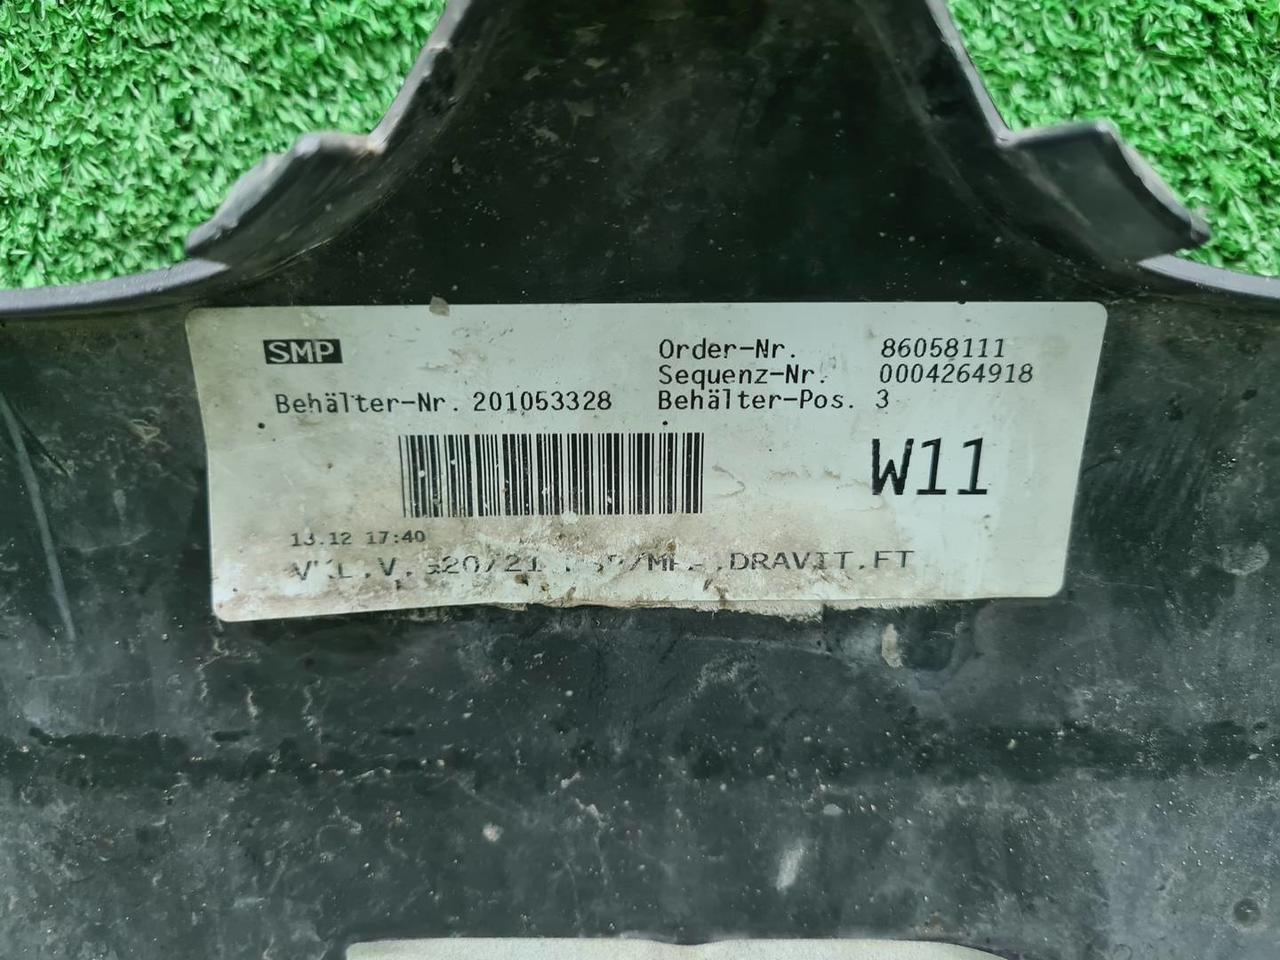 SMP
Order-Nr. 86058111
Sequenz-Nr. 0004264918
Behälter-Nr. 201053328 Behälter-Pos. 3
W11
13.12 17:40
DRAVIT.FT